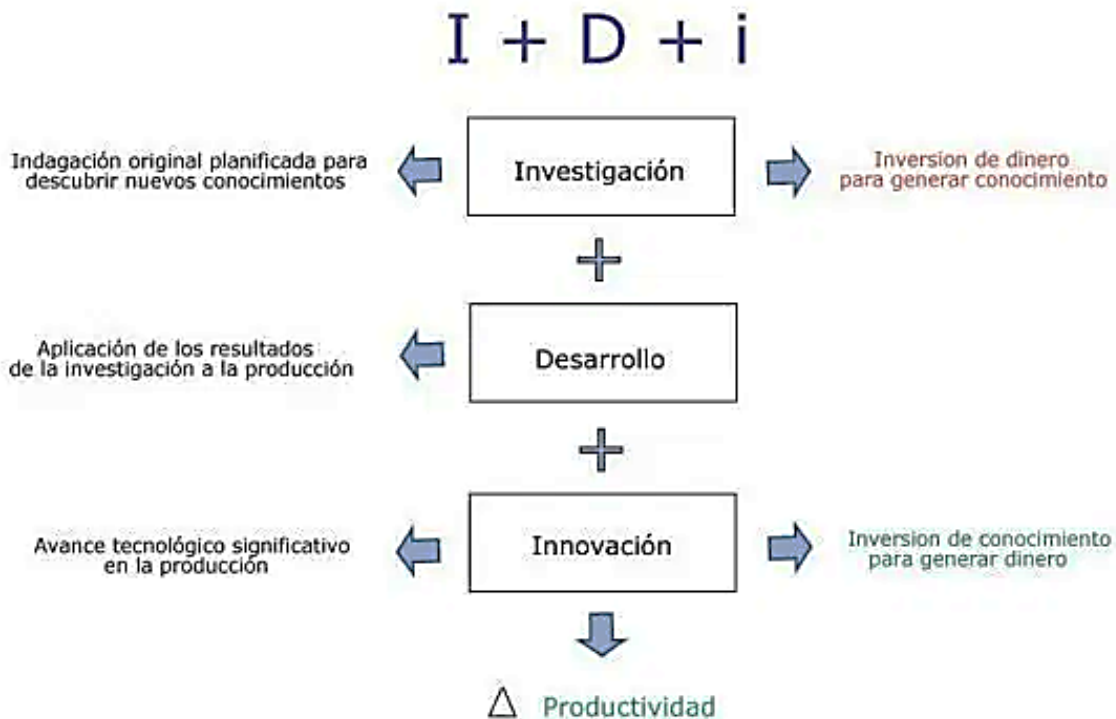 I + D + i
Indagación original planificada para
descubrir nuevos conocimientos
Investigación
Inversion de dinero
para generar conocimiento
+
Aplicación de los resultados
de la investigación a la producción
Desarrollo
+
Avance tecnológico significativo
en la producción
Innovación
Inversion de conocimiento
para generar dinero
Δ Productividad